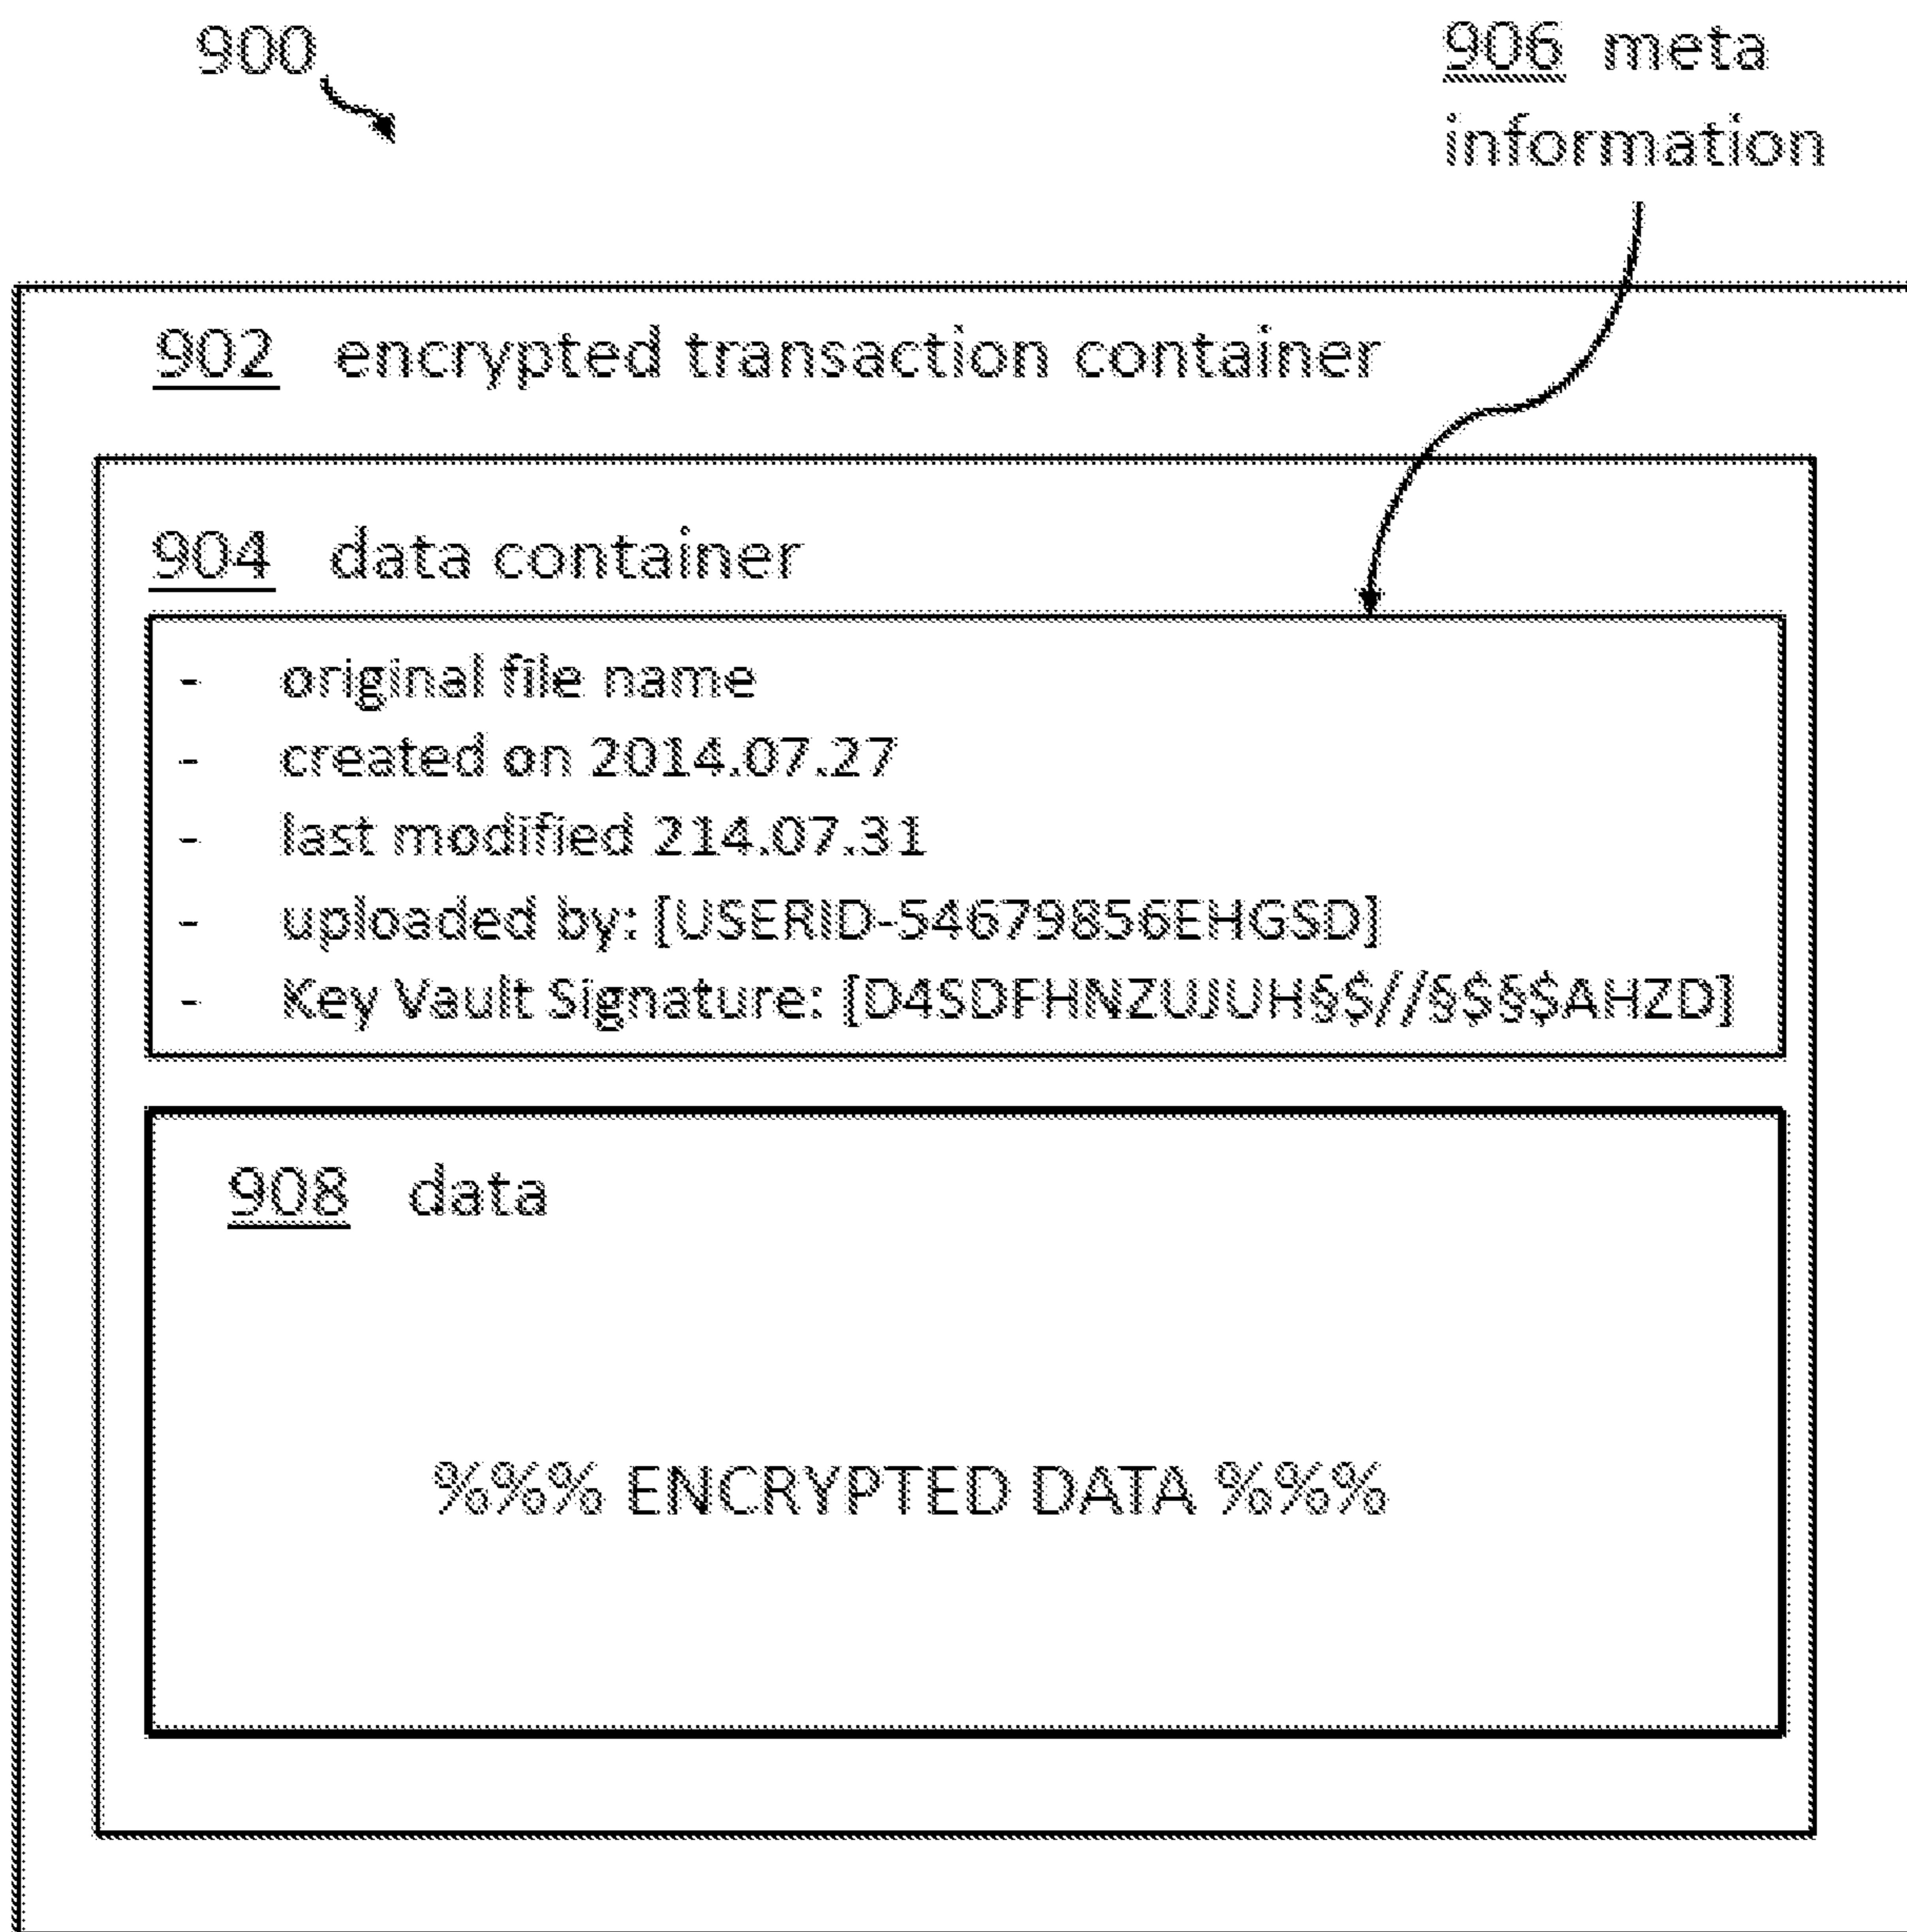 900
906 meta
information
902 encrypted transaction container
904 data container
- original file name
- created on 2014.07.27
- last modified 214.07.31
- uploaded by: [USERID-54679856EHGSD]
- Key Vault Signature: [D4SDFHNZUJUH§$//§$§$AHZD]
908 data
%%% ENCRYPTED DATA %%%